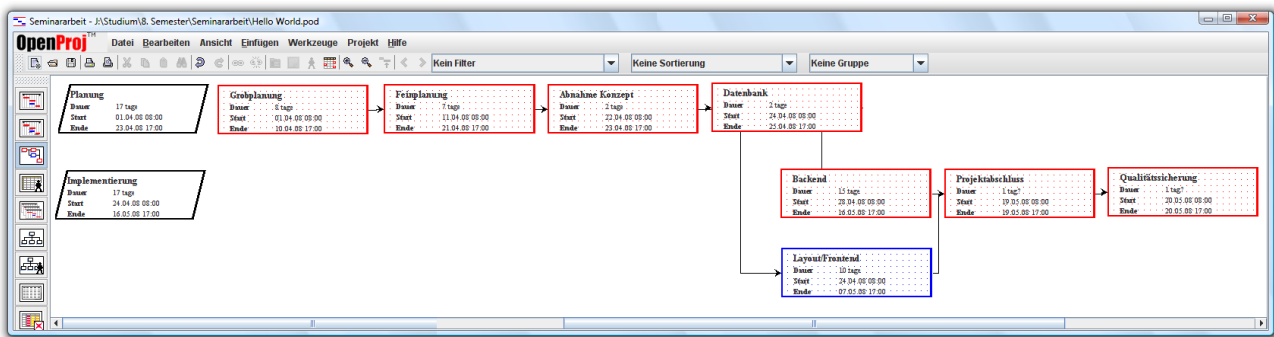 Seminararbeit - J:\Studium\8. Semester\Seminararbeit\Hello World.pod
OpenProj™ Datei Bearbeiten Ansicht Einfügen Werkzeuge Projekt Hilfe
Kein Filter Keine Sortierung Keine Gruppe
Planung
Dauer 17 tage
Start 01.04.08 08:00
Ende 23.04.08 17:00
Grobplanung
Dauer 8 tage
Start 01.04.08 08:00
Ende 10.04.08 17:00
Feinplanung
Dauer 7 tage
Start 11.04.08 08:00
Ende 21.04.08 17:00
Abnahme Konzept
Dauer 2 tage
Start 22.04.08 08:00
Ende 23.04.08 17:00
Datenbank
Dauer 2 tage
Start 24.04.08 08:00
Ende 25.04.08 17:00
Implementierung
Dauer 17 tage
Start 24.04.08 08:00
Ende 16.05.08 17:00
Backend
Dauer 15 tage
Start 28.04.08 08:00
Ende 16.05.08 17:00
Projektabschluss
Dauer 1 tag?
Start 19.05.08 08:00
Ende 19.05.08 17:00
Qualitätssicherung
Dauer 1 tag?
Start 20.05.08 08:00
Ende 20.05.08 17:00
Layout/Frontend
Dauer 10 tage
Start 24.04.08 08:00
Ende 07.05.08 17:00